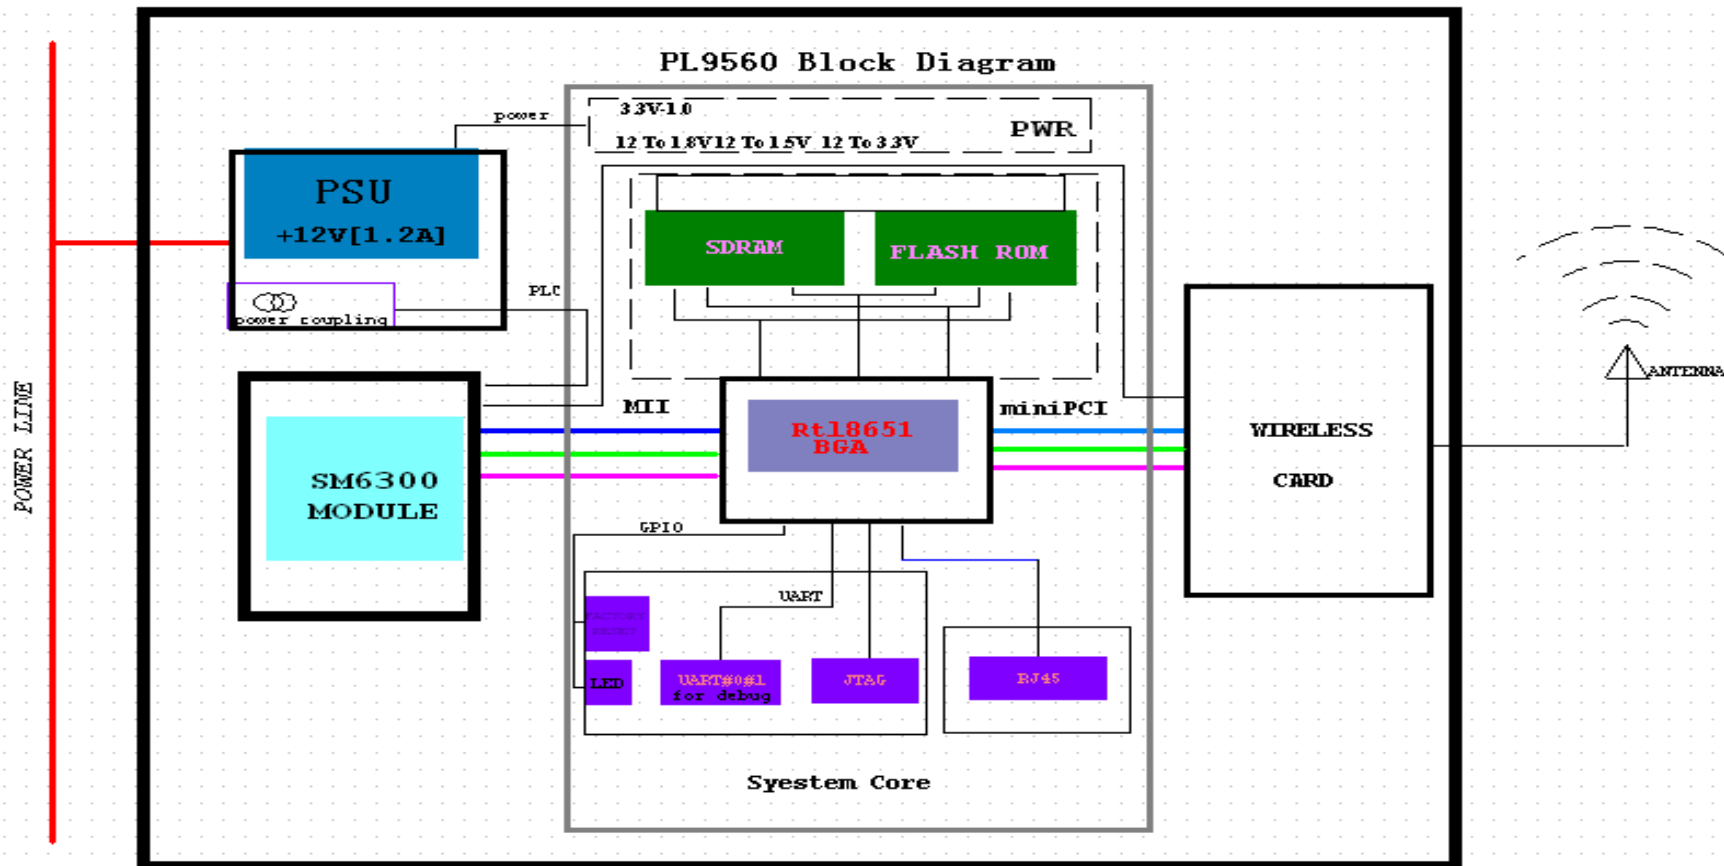 PL9560 Block Diagram
3.3V-1.0
power
PWR
12 To 1.8V 12 To 1.5V 12 To 3.3V
PSU
+12V[1.2A]
SDRAM
FLASH ROM
PLC
power coupling
POWER LINE
MII
miniPCI
ANTENNA
Rtl8651
BGA
WIRELESS
CARD
SM6300
MODULE
GPIO
UART
FACTORY
RESET
LED
UART#0#1
for debug
JTAG
RJ45
Syestem Core